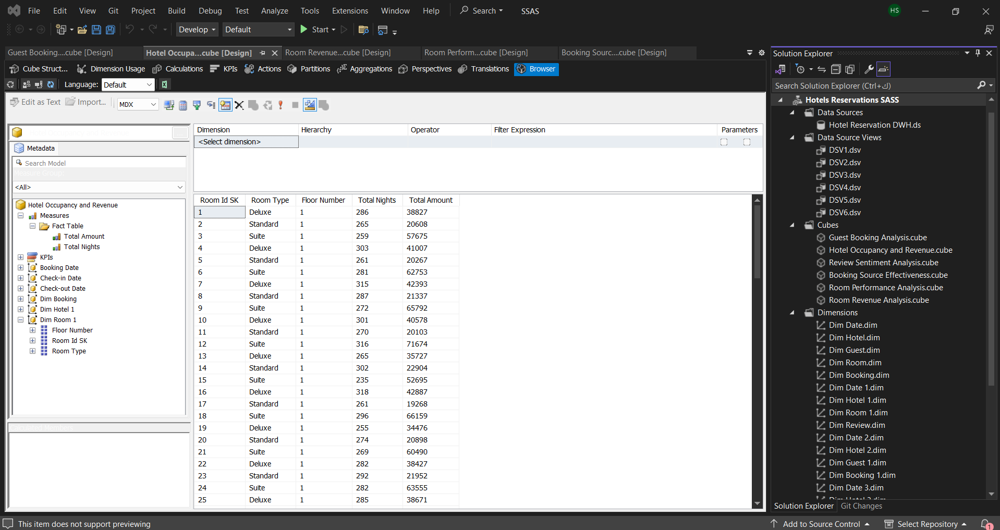 File Edit View Git Project Build Debug Test Analyze Tools Extensions Window Help Search SSAS HS
Develop Default Start
Guest Booking....cube [Design] Hotel Occupa...cube [Design] Room Revenue...cube [Design] Room Perform...cube [Design] Booking Sourc....cube [Design]
Cube Struct... Dimension Usage Calculations KPIs Actions Partitions Aggregations Perspectives Translations Browser
Language: Default
Edit as Text Import... MDX
Metadata
Search Model
Measure Group:
<All>
Hotel Occupancy and Revenue
Measures
Fact Table
Total Amount
Total Nights
KPIs
Booking Date
Check-in Date
Check-out Date
Dim Booking
Dim Hotel 1
Dim Room 1
Floor Number
Room Id SK
Room Type
Calculated Members
Dimension Hierarchy Operator Filter Expression Parameters
<Select dimension>
Room Id SK Room Type Floor Number Total Nights Total Amount
1 Deluxe 1 286 38827
2 Standard 1 265 20608
3 Suite 1 259 57675
4 Deluxe 1 303 41007
5 Standard 1 261 20267
6 Suite 1 281 62753
7 Deluxe 1 315 42393
8 Standard 1 287 21337
9 Suite 1 272 65792
10 Deluxe 1 301 40578
11 Standard 1 270 20103
12 Suite 1 316 71674
13 Deluxe 1 265 35727
14 Standard 1 302 22904
15 Suite 1 235 52695
16 Deluxe 1 318 42887
17 Standard 1 261 19268
18 Suite 1 296 66159
19 Deluxe 1 255 34476
20 Standard 1 274 20898
21 Suite 1 269 60490
22 Deluxe 1 282 38427
23 Standard 1 292 21952
24 Suite 1 282 63555
25 Deluxe 1 285 38671
Solution Explorer
Search Solution Explorer (Ctrl+ك)
Hotels Reservations SASS
Data Sources
Hotel Reservation DWH.ds
Data Source Views
DSV1.dsv
DSV2.dsv
DSV3.dsv
DSV4.dsv
DSV5.dsv
DSV6.dsv
Cubes
Guest Booking Analysis.cube
Hotel Occupancy and Revenue.cube
Review Sentiment Analysis.cube
Booking Source Effectiveness.cube
Room Performance Analysis.cube
Room Revenue Analysis.cube
Dimensions
Dim Date.dim
Dim Hotel.dim
Dim Guest.dim
Dim Room.dim
Dim Booking.dim
Dim Date 1.dim
Dim Hotel 1.dim
Dim Room 1.dim
Dim Review.dim
Dim Date 2.dim
Dim Hotel 2.dim
Dim Guest 1.dim
Dim Booking 1.dim
Dim Date 3.dim
Solution Explorer Git Changes
This item does not support previewing Add to Source Control Select Repository 1